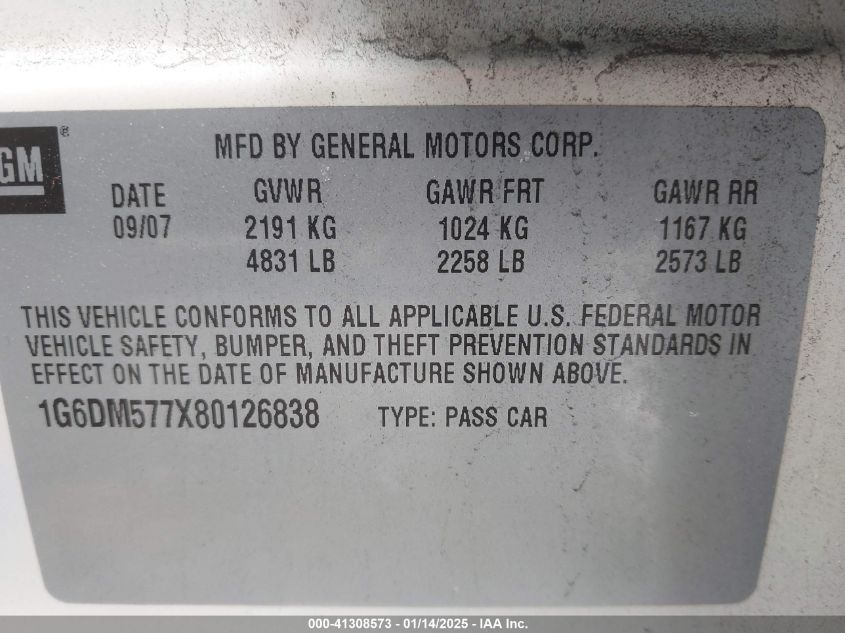 GM ®
MFD BY GENERAL MOTORS CORP.
DATE GVWR GAWR FRT GAWR RR
09/07 2191 KG 1024 KG 1167 KG
4831 LB 2258 LB 2573 LB
THIS VEHICLE CONFORMS TO ALL APPLICABLE U.S. FEDERAL MOTOR
VEHICLE SAFETY, BUMPER, AND THEFT PREVENTION STANDARDS IN
EFFECT ON THE DATE OF MANUFACTURE SHOWN ABOVE.
1G6DM577X80126838 TYPE: PASS CAR
000-41308573 - 01/14/2025 - IAA Inc.